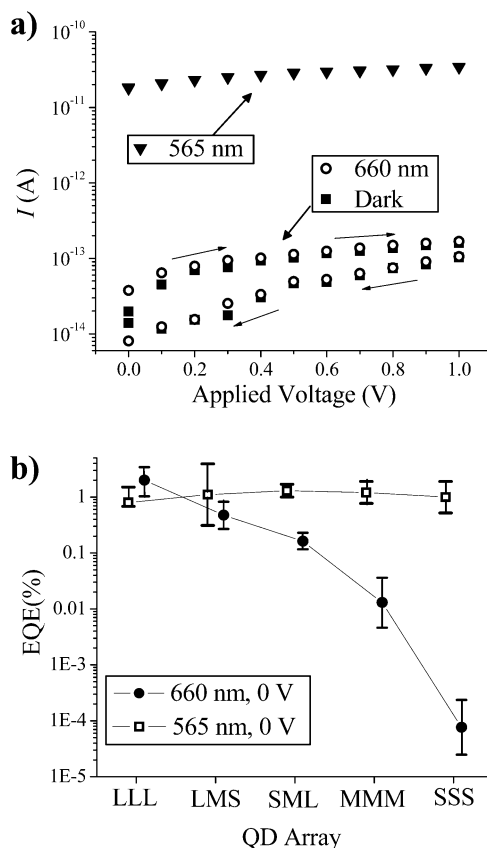 a)
10⁻¹⁰
10⁻¹¹
10⁻¹²
10⁻¹³
10⁻¹⁴
I (A)
565 nm
660 nm
Dark
0.0 0.2 0.4 0.6 0.8 1.0
Applied Voltage (V)
b)
1
0.1
0.01
1E-3
1E-4
1E-5
EQE(%)
660 nm, 0 V
565 nm, 0 V
LLL LMS SML MMM SSS
QD Array